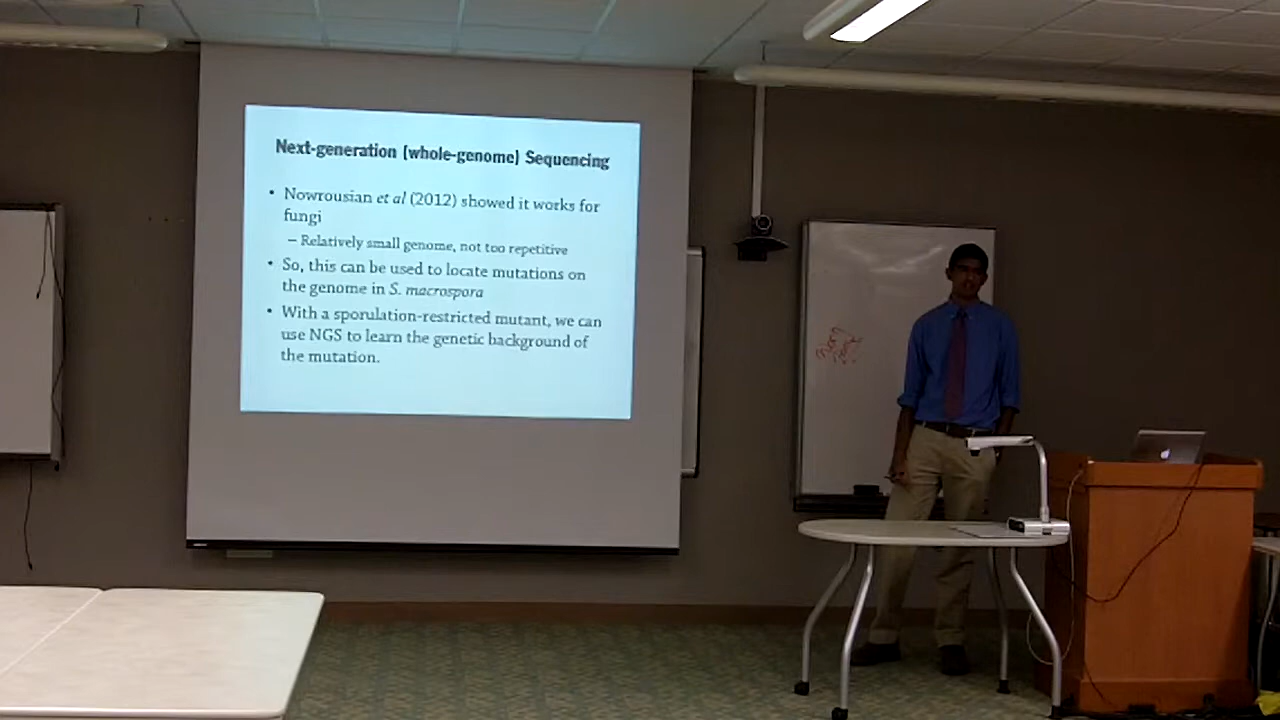 Next-generation (whole-genome) Sequencing
• Nowrousian et al (2012) showed it works for
fungi
– Relatively small genome, not too repetitive
• So, this can be used to locate mutations on
the genome in S. macrospora
• With a sporulation-restricted mutant, we can
use NGS to learn the genetic background of
the mutation.